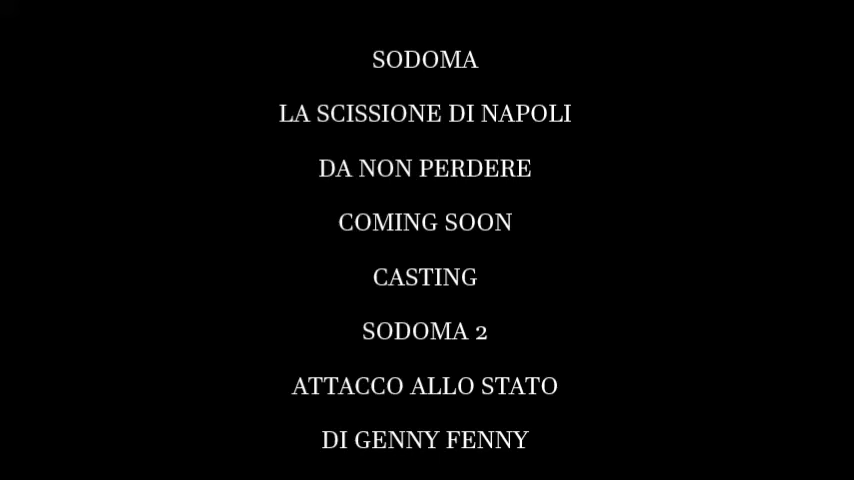 SODOMA
LA SCISSIONE DI NAPOLI
DA NON PERDERE
COMING SOON
CASTING
SODOMA 2
ATTACCO ALLO STATO
DI GENNY FENNY